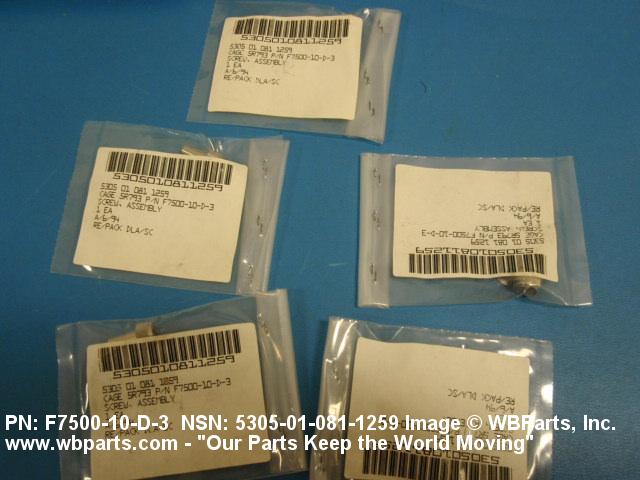 5305010811259
5305 01 081 1259
CAGE 5R793 P/N F7500-10-D-3
SCREW, ASSEMBLY
1 EA
A/6/94
RE/PACK DLA/SC
5305010811259
5305 01 081 1259
CAGE 5R793 P/N F7500-10-D-3
SCREW, ASSEMBLY
1 EA
A/6/94
RE/PACK DLA/SC
5305010811259
5305 01 081 1259
CAGE 5R793 P/N F7500-10-D-3
SCREW, ASSEMBLY
1 EA
A/6/94
RE/PACK DLA/SC
5305010811259
5305 01 081 1259
CAGE 5R793 P/N F7500-10-D-3
SCREW, ASSEMBLY
RE/PACK
RE/PACK DLA/SC
A/6/94
PN: F7500-10-D-3 NSN: 5305-01-081-1259 Image © WBParts, Inc.
www.wbparts.com - "Our Parts Keep the World Moving"